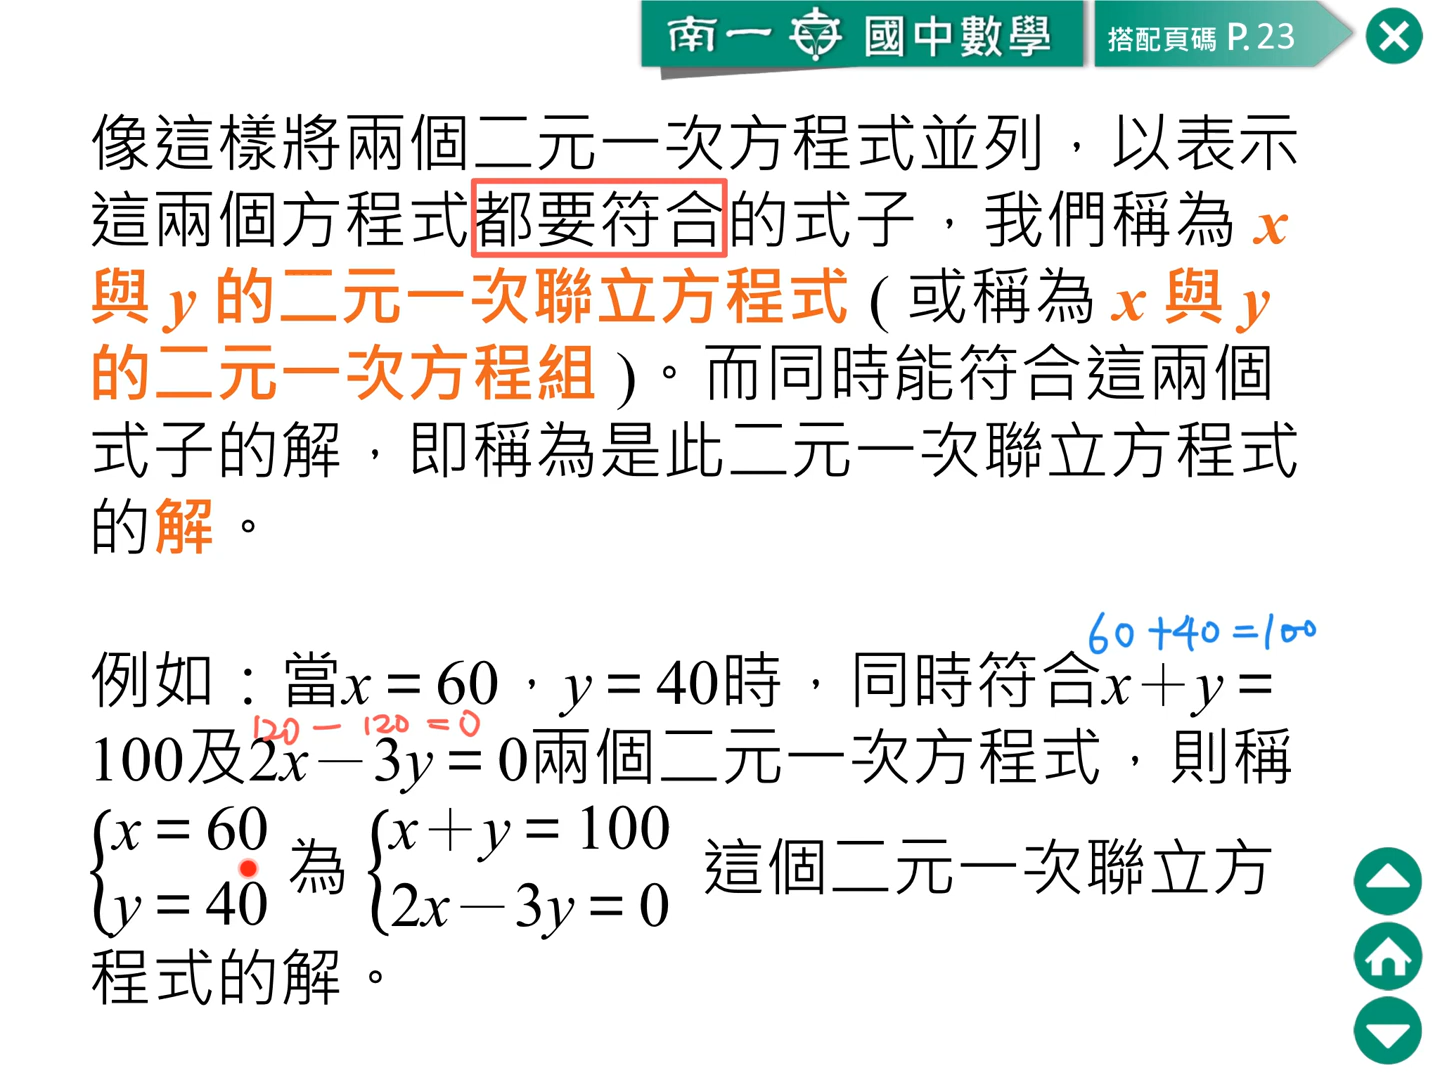 南一 國中數學 搭配頁碼 P. 23
像這樣將兩個二元一次方程式並列，以表示
這兩個方程式都要符合的式子，我們稱為 x
與 y 的二元一次聯立方程式 ( 或稱為 x 與 y
的二元一次方程組 )。而同時能符合這兩個
式子的解，即稱為是此二元一次聯立方程式
的解。
60+40=100
例如：當x=60，y=40時，同時符合x+y=
120－120=0
100及2x－3y=0兩個二元一次方程式，則稱
{x=60 y=40 為 {x+y=100 2x－3y=0 這個二元一次聯立方
程式的解。